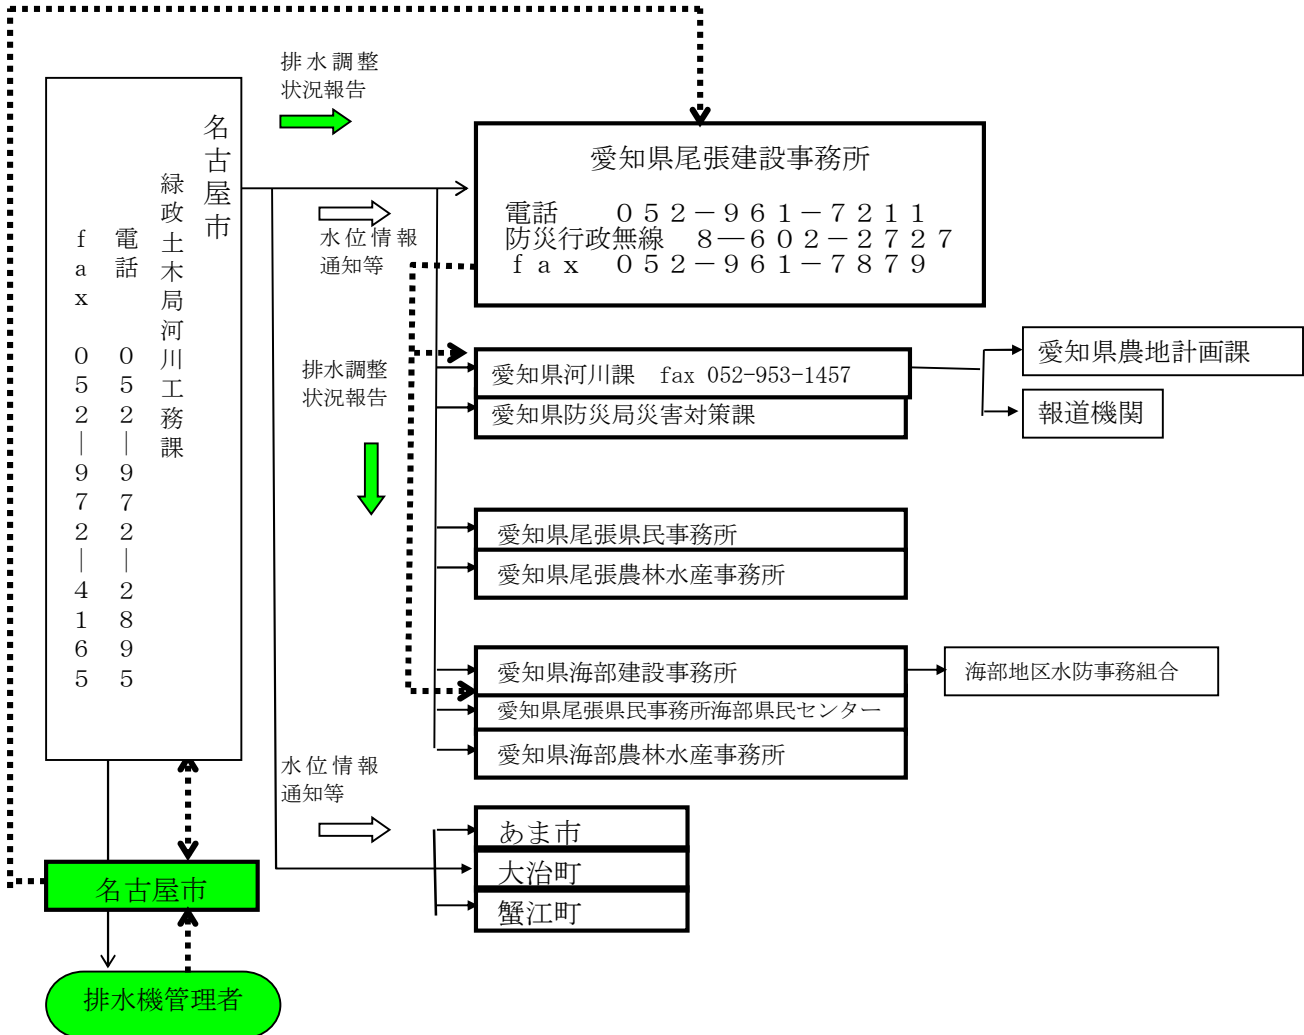 排水調整
状況報告
名古屋市
緑政土木局河川工務課
電話 ０５２―９７２―２８９５
ｆａｘ ０５２―９７２―４１６５
愛知県尾張建設事務所
電話 ０５２－９６１－７２１１
防災行政無線 ８―６０２－２７２７
ｆａｘ ０５２－９６１－７８７９
水位情報
通知等
排水調整
状況報告
愛知県河川課 fax 052-953-1457
愛知県防災局災害対策課
愛知県農地計画課
報道機関
愛知県尾張県民事務所
愛知県尾張農林水産事務所
愛知県海部建設事務所
愛知県尾張県民事務所海部県民センター
愛知県海部農林水産事務所
海部地区水防事務組合
水位情報
通知等
あま市
大治町
蟹江町
名古屋市
排水機管理者